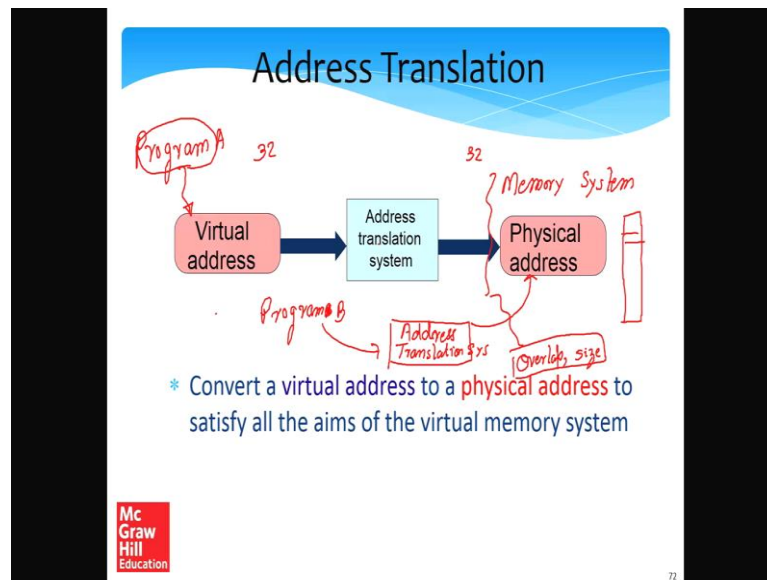 Address Translation
Program A
32
32
Memory System
Virtual
address
Address
translation
system
Physical
address
Program B
Address
Translation Sys
Overlap, size
* Convert a virtual address to a physical address to
satisfy all the aims of the virtual memory system
Mc
Graw
Hill
Education
72